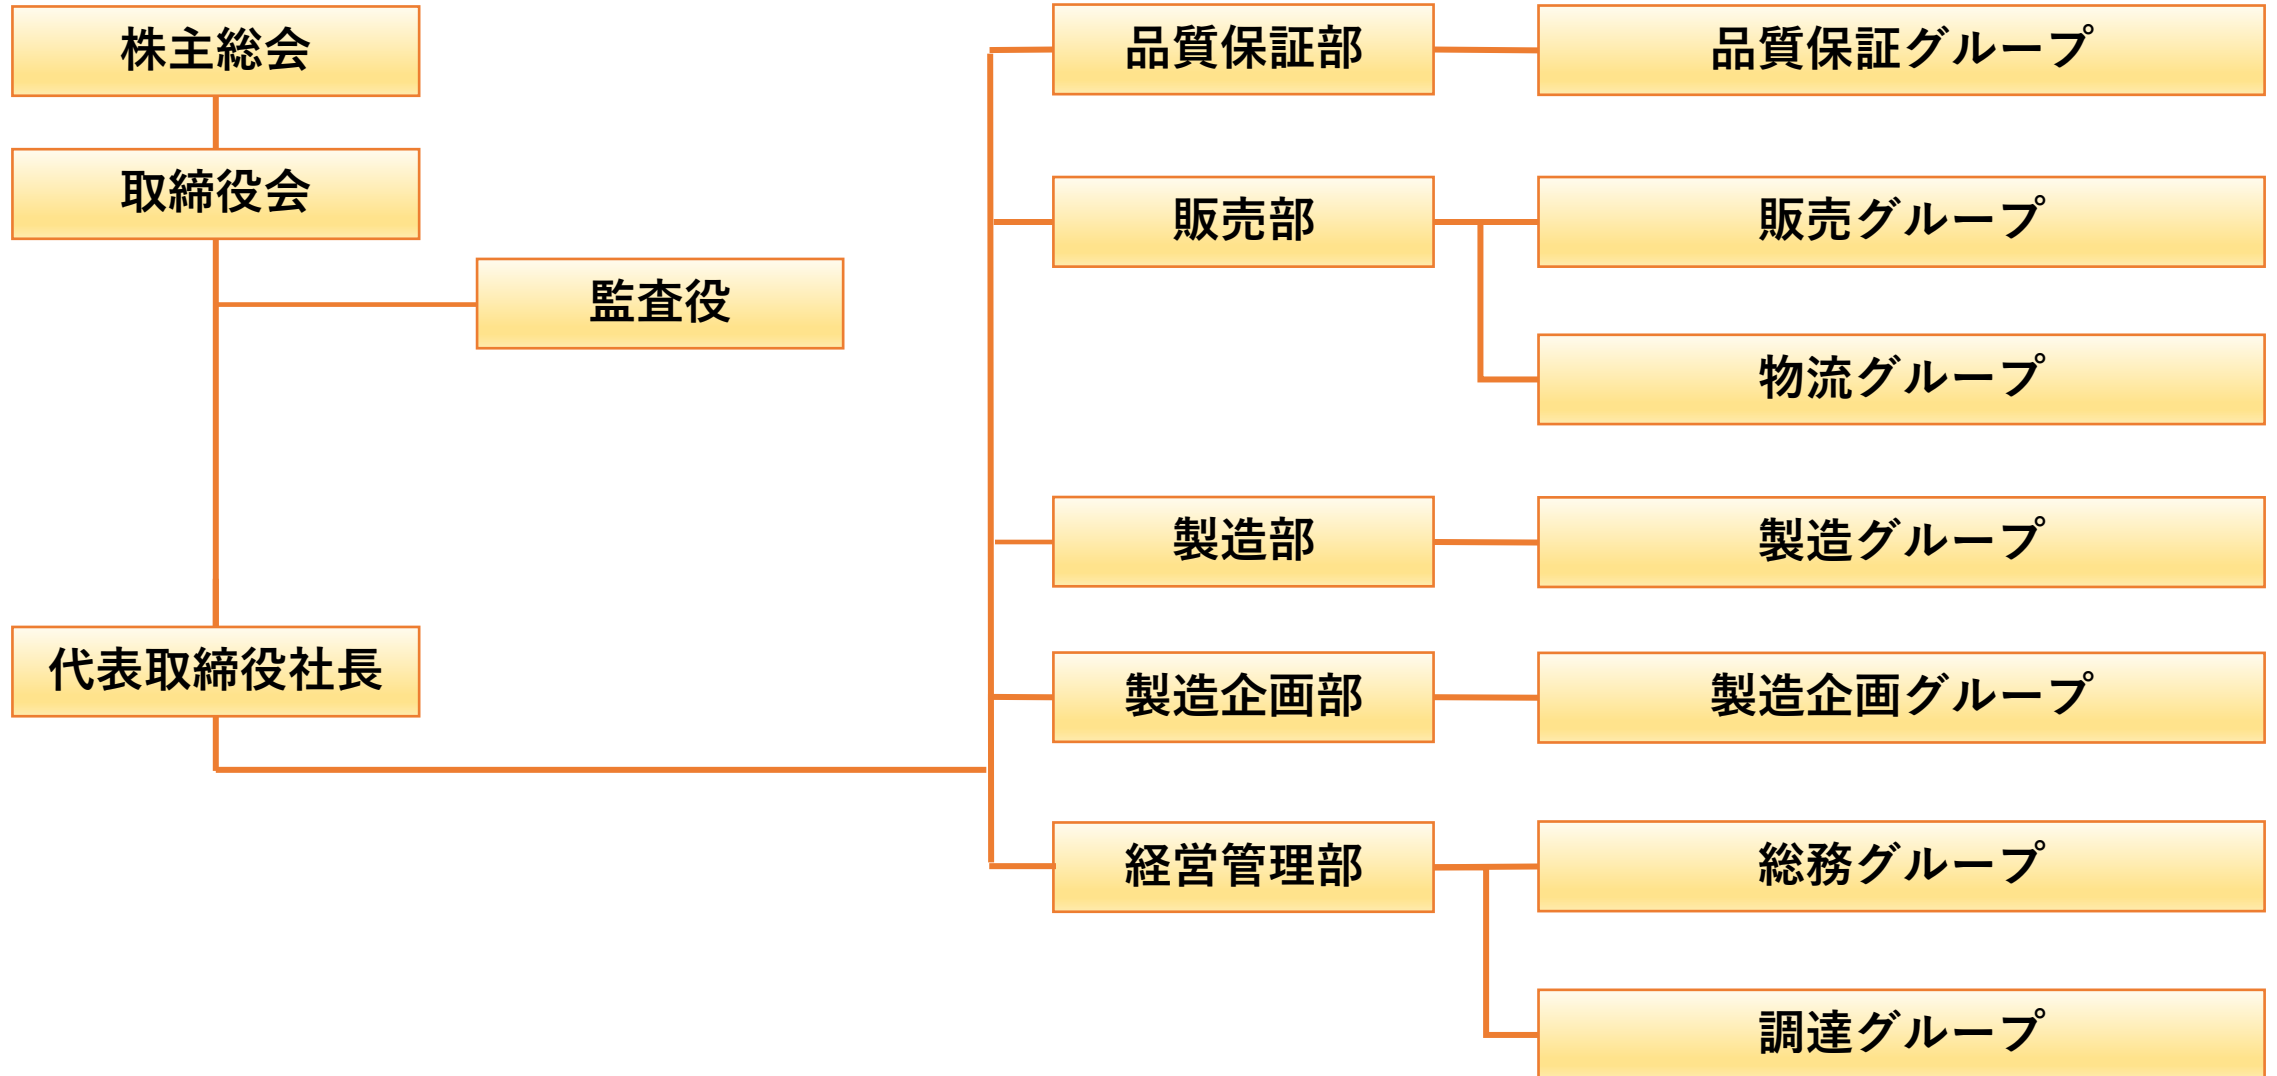 株主総会
取締役会
監査役
代表取締役社長
品質保証部
品質保証グループ
販売部
販売グループ
物流グループ
製造部
製造グループ
製造企画部
製造企画グループ
経営管理部
総務グループ
調達グループ